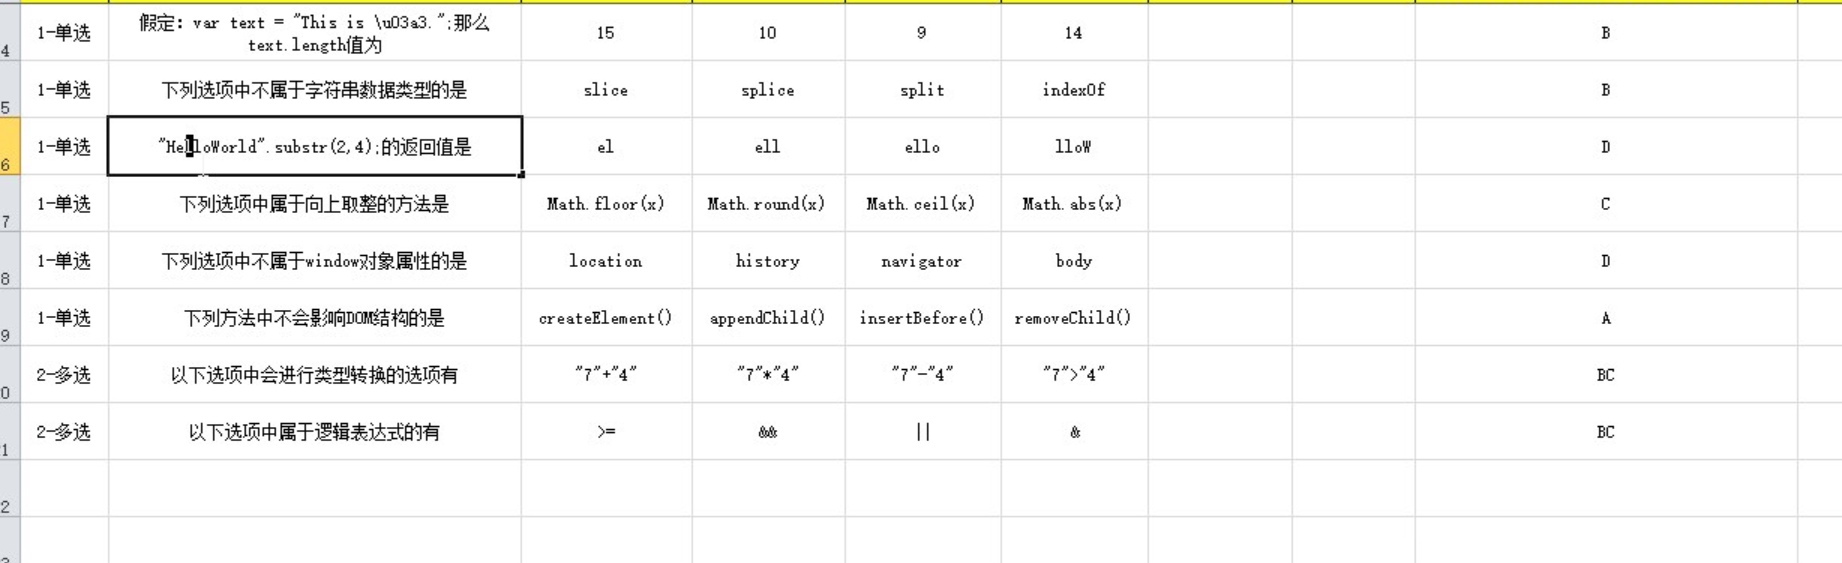 4 1-单选 假定：var text = "This is \u03a3.";那么 15 10 9 14 B
text.length值为
5 1-单选 下列选项中不属于字符串数据类型的是 slice splice split indexOf B
6 1-单选 "HelloWorld".substr(2,4);的返回值是 el ell ello lloW D
7 1-单选 下列选项中属于向上取整的方法是 Math.floor(x) Math.round(x) Math.ceil(x) Math.abs(x) C
8 1-单选 下列选项中不属于window对象属性的是 location history navigator body D
9 1-单选 下列方法中不会影响DOM结构的是 createElement() appendChild() insertBefore() removeChild() A
0 2-多选 以下选项中会进行类型转换的选项有 "7"+"4" "7"*"4" "7"-"4" "7">"4" BC
1 2-多选 以下选项中属于逻辑表达式的有 >= && || & BC
2
3